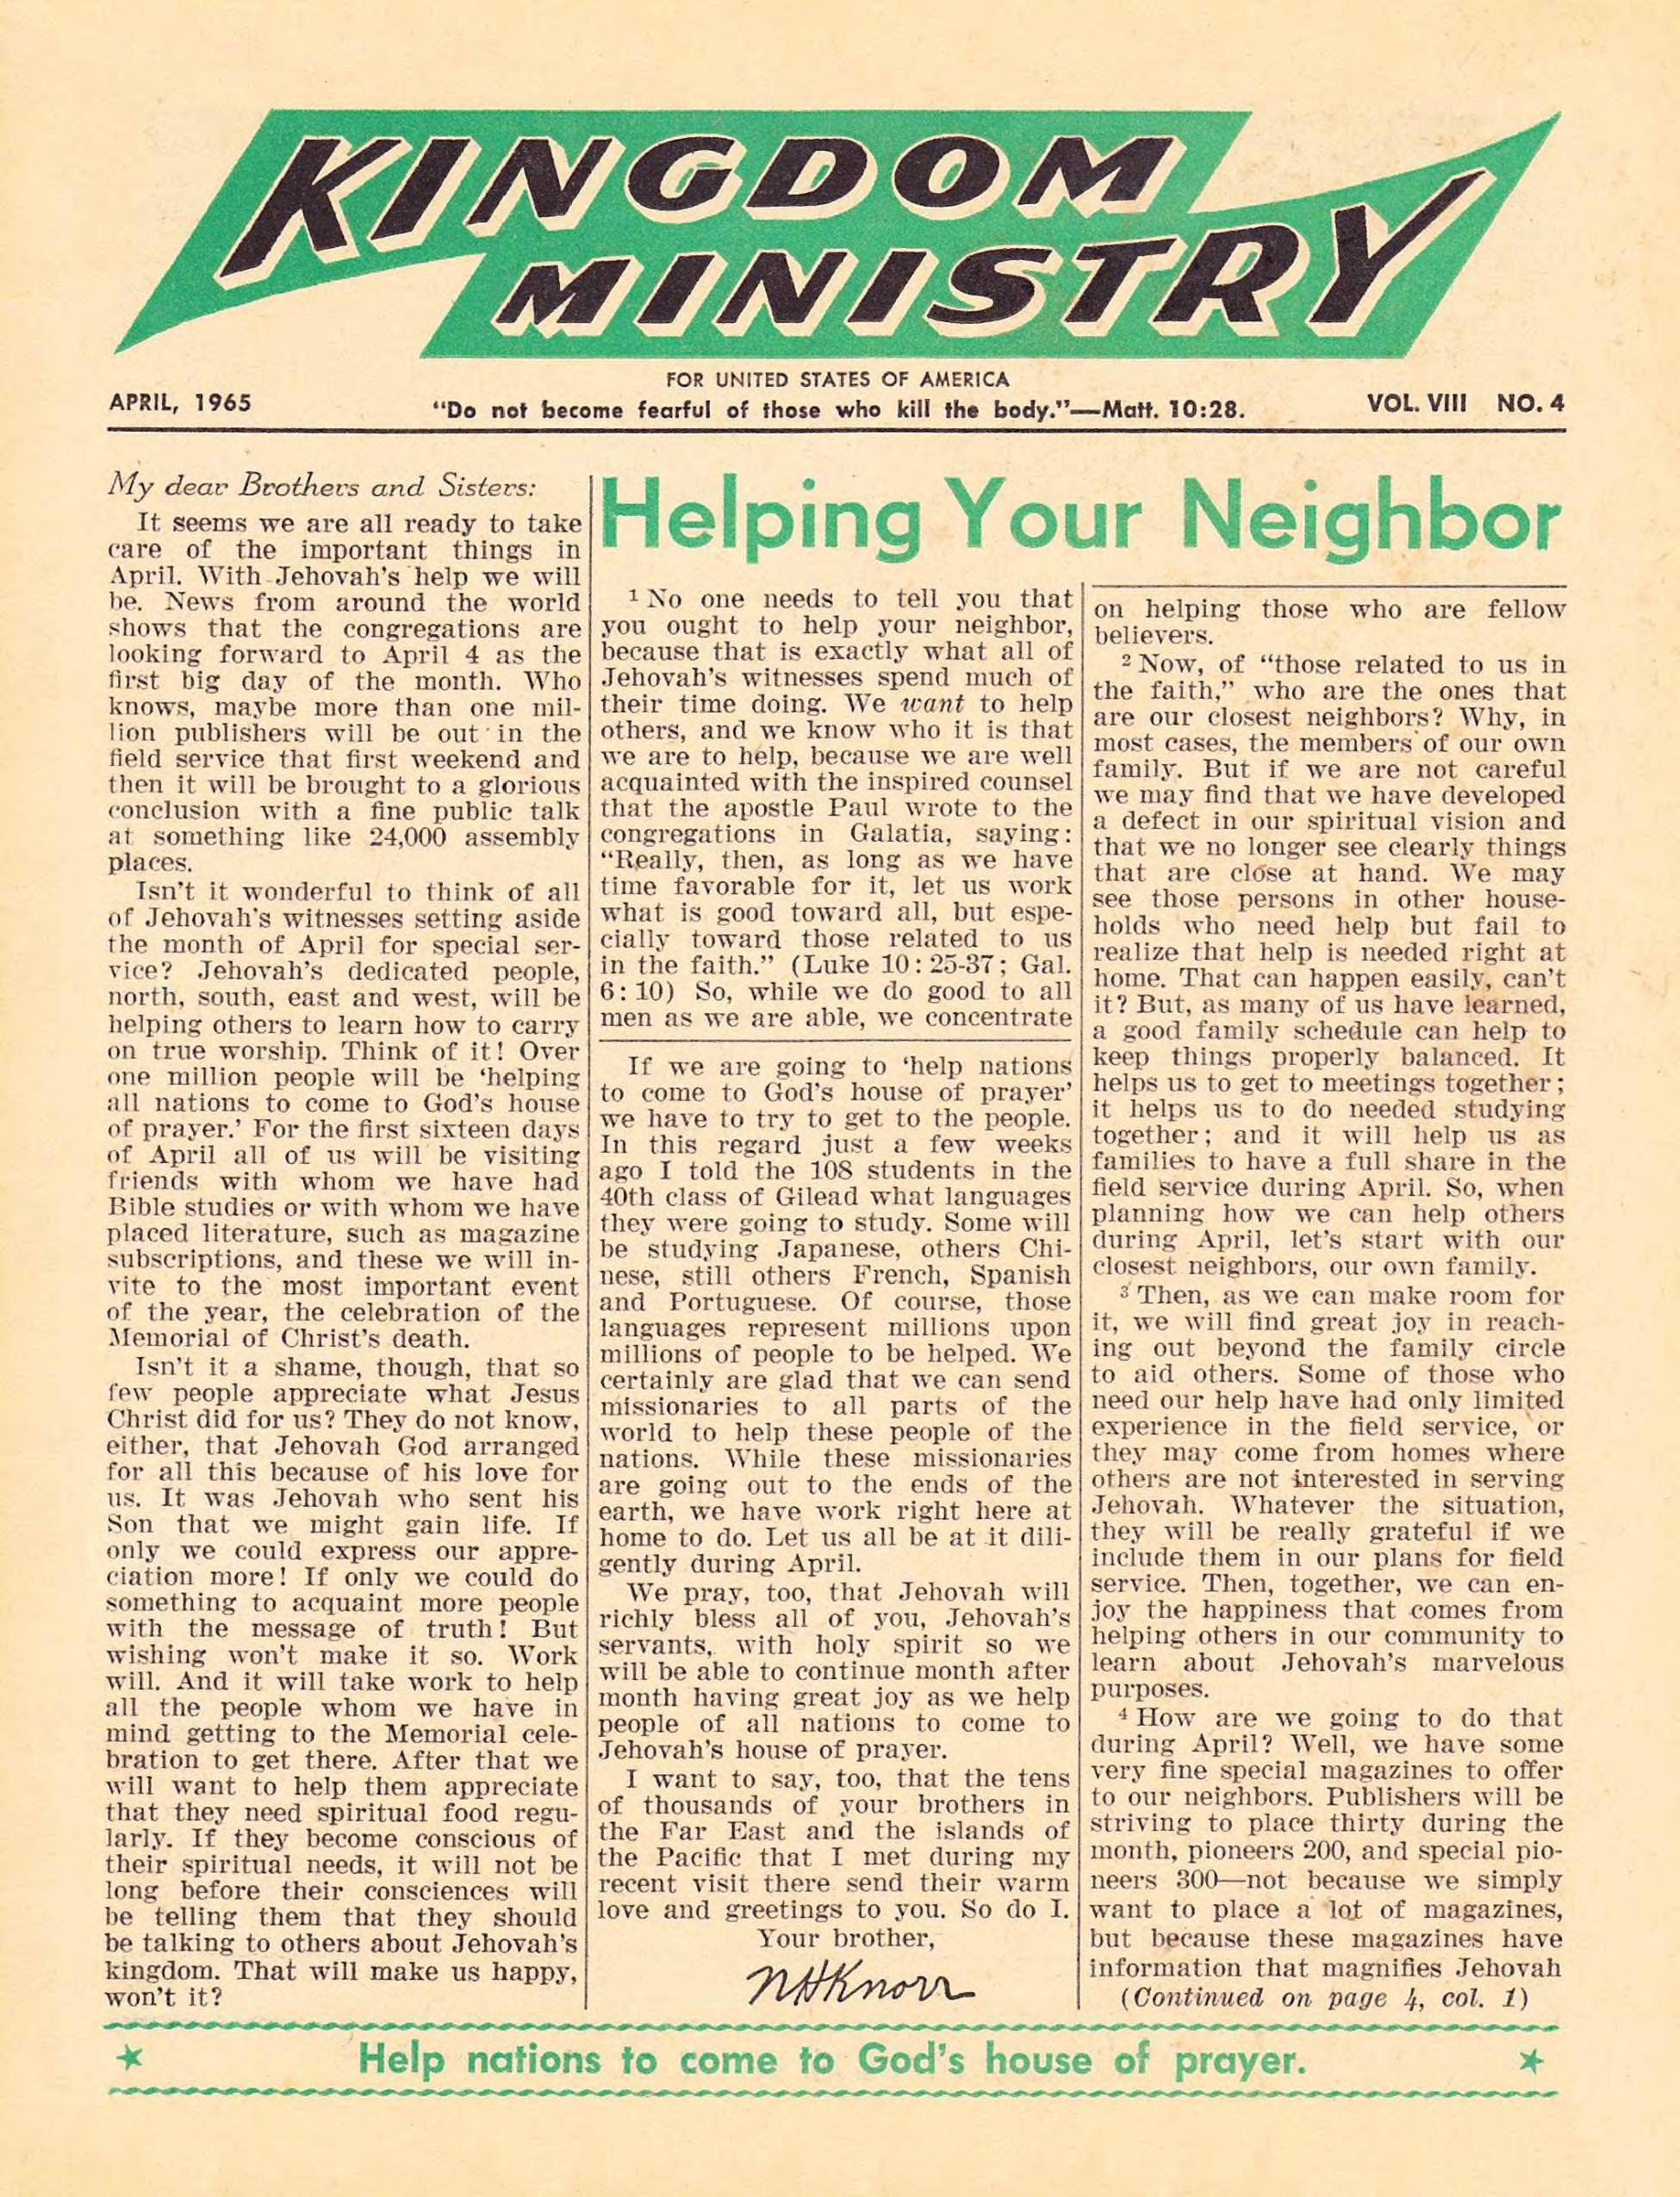 KINGDOM
MINISTRY
FOR UNITED STATES OF AMERICA
APRIL, 1965
"Do not become fearful of those who kill the body."—Matt. 10:28.
VOL. VIII NO. 4
My dear Brothers and Sisters:
It seems we are all ready to take
care of the important things in
April. With Jehovah's help we will
be. News from around the world
shows that the congregations are
looking forward to April 4 as the
first big day of the month. Who
knows, maybe more than one mil-
lion publishers will be out in the
field service that first weekend and
then it will be brought to a glorious
conclusion with a fine public talk
at something like 24,000 assembly
places.
Isn't it wonderful to think of all
of Jehovah's witnesses setting aside
the month of April for special ser-
vice? Jehovah's dedicated people,
north, south, east and west, will be
helping others to learn how to carry
on true worship. Think of it! Over
one million people will be 'helping
all nations to come to God's house
of prayer.' For the first sixteen days
of April all of us will be visiting
friends with whom we have had
Bible studies or with whom we have
placed literature, such as magazine
subscriptions, and these we will in-
vite to the most important event
of the year, the celebration of the
Memorial of Christ's death.
Isn't it a shame, though, that so
few people appreciate what Jesus
Christ did for us? They do not know,
either, that Jehovah God arranged
for all this because of his love for
us. It was Jehovah who sent his
Son that we might gain life. If
only we could express our appre-
ciation more! If only we could do
something to acquaint more people
with the message of truth! But
wishing won't make it so. Work
will. And it will take work to help
all the people whom we have in
mind getting to the Memorial cele-
bration to get there. After that we
will want to help them appreciate
that they need spiritual food regu-
larly. If they become conscious of
their spiritual needs, it will not be
long before their consciences will
be telling them that they should
be talking to others about Jehovah's
kingdom. That will make us happy,
won't it?
If we are going to 'help nations
to come to God's house of prayer'
we have to try to get to the people.
In this regard just a few weeks
ago I told the 108 students in the
40th class of Gilead what languages
they were going to study. Some will
be studying Japanese, others Chi-
nese, still others French, Spanish
and Portuguese. Of course, those
languages represent millions upon
millions of people to be helped. We
certainly are glad that we can send
missionaries to all parts of the
world to help these people of the
nations. While these missionaries
are going out to the ends of the
earth, we have work right here at
home to do. Let us all be at it dili-
gently during April.
We pray, too, that Jehovah will
richly bless all of you, Jehovah's
servants, with holy spirit so we
will be able to continue month after
month having great joy as we help
people of all nations to come to
Jehovah's house of prayer.
I want to say, too, that the tens
of thousands of your brothers in
the Far East and the islands of
the Pacific that I met during my
recent visit there send their warm
love and greetings to you. So do I.
Your brother,
NHKnorr
Helping Your Neighbor
1 No one needs to tell you that
you ought to help your neighbor,
because that is exactly what all of
Jehovah's witnesses spend much of
their time doing. We want to help
others, and we know who it is that
we are to help, because we are well
acquainted with the inspired counsel
that the apostle Paul wrote to the
congregations in Galatia, saying:
"Really, then, as long as we have
time favorable for it, let us work
what is good toward all, but espe-
cially toward those related to us
in the faith." (Luke 10:25-37; Gal.
6:10) So, while we do good to all
men as we are able, we concentrate
on helping those who are fellow
believers.
2 Now, of "those related to us in
the faith," who are the ones that
are our closest neighbors? Why, in
most cases, the members of our own
family. But if we are not careful
we may find that we have developed
a defect in our spiritual vision and
that we no longer see clearly things
that are close at hand. We may
see those persons in other house-
holds who need help but fail to
realize that help is needed right at
home. That can happen easily, can't
it? But, as many of us have learned,
a good family schedule can help to
keep things properly balanced. It
helps us to get to meetings together;
it helps us to do needed studying
together; and it will help us as
families to have a full share in the
field service during April. So, when
planning how we can help others
during April, let's start with our
closest neighbors, our own family.
3 Then, as we can make room for
it, we will find great joy in reach-
ing out beyond the family circle
to aid others. Some of those who
need our help have had only limited
experience in the field service, or
they may come from homes where
others are not interested in serving
Jehovah. Whatever the situation,
they will be really grateful if we
include them in our plans for field
service. Then, together, we can en-
joy the happiness that comes from
helping others in our community to
learn about Jehovah's marvelous
purposes.
4 How are we going to do that
during April? Well, we have some
very fine special magazines to offer
to our neighbors. Publishers will be
striving to place thirty during the
month, pioneers 200, and special pio-
neers 300—not because we simply
want to place a lot of magazines,
but because these magazines have
information that magnifies Jehovah
(Continued on page 4, col. 1)
Help nations to come to God's house of prayer.